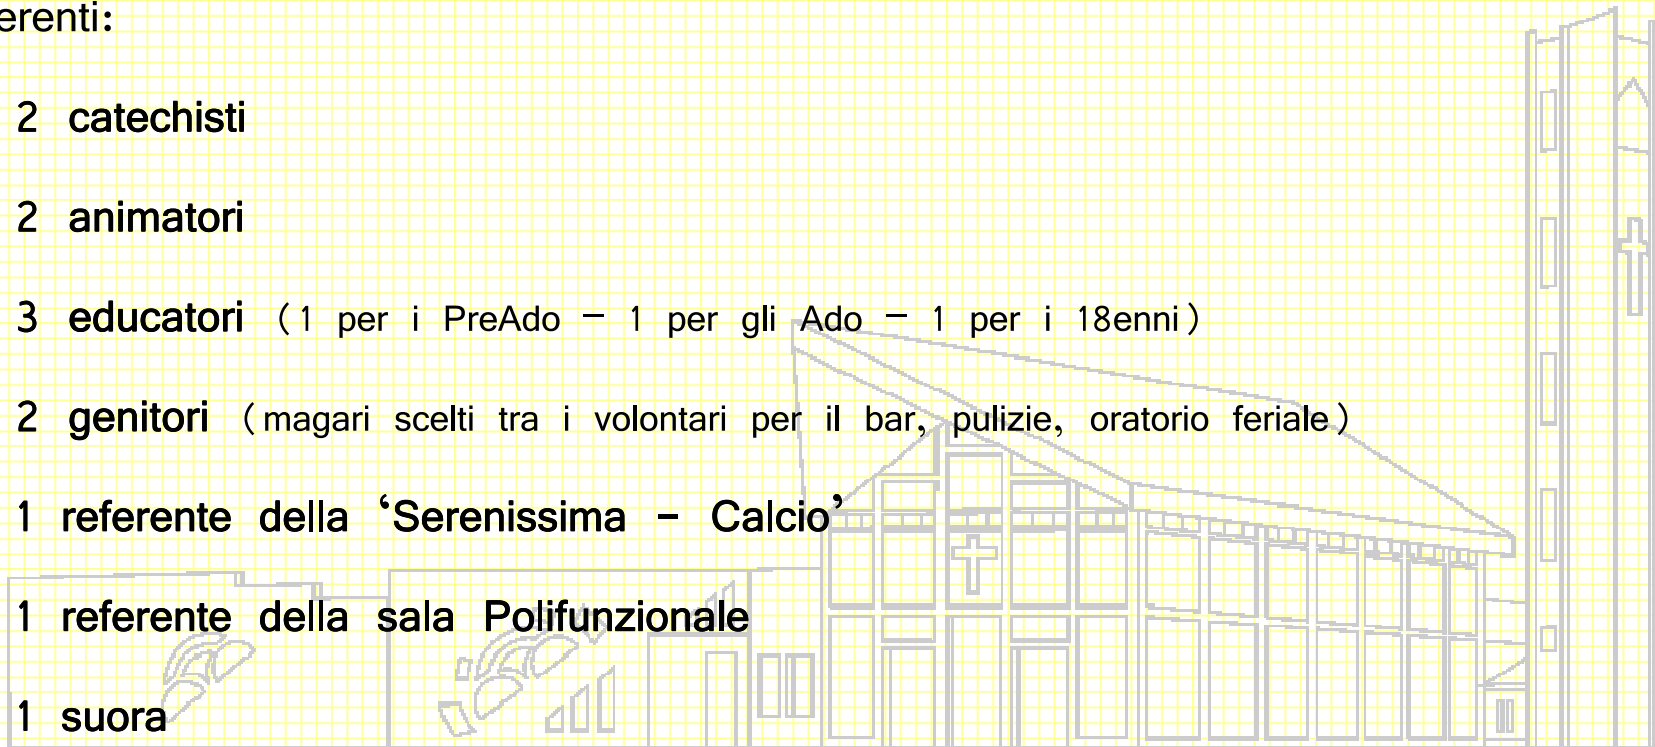 erenti:
2 catechisti
2 animatori
3 educatori (1 per i PreAdo – 1 per gli Ado – 1 per i 18enni)
2 genitori (magari scelti tra i volontari per il bar, pulizie, oratorio feriale)
1 referente della ‘Serenissima – Calcio’
1 referente della sala Polifunzionale
1 suora